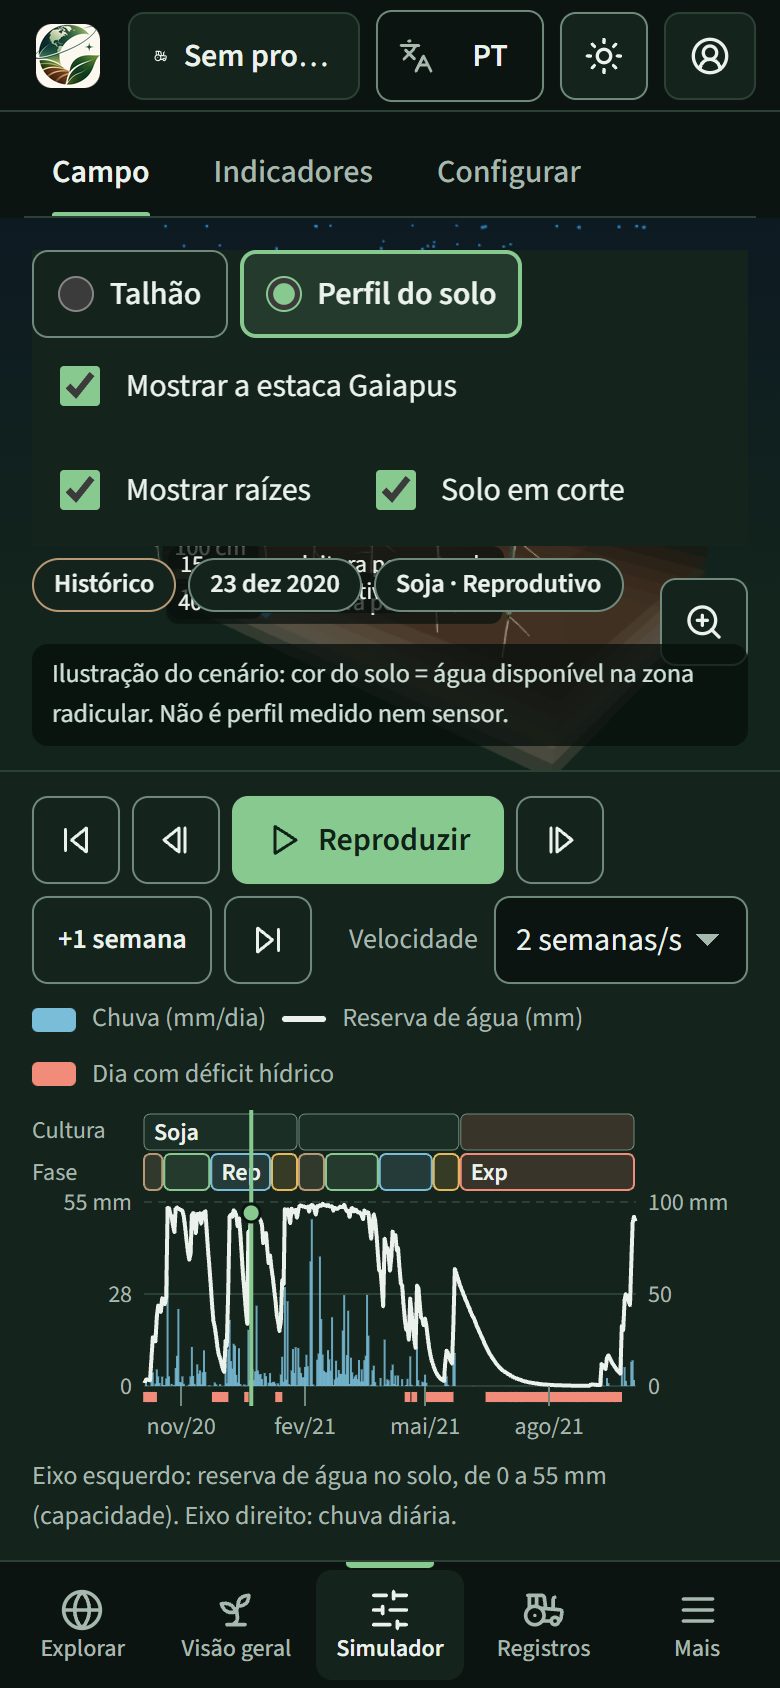 Sem pro...
PT
Campo Indicadores Configurar
Talhão Perfil do solo
Mostrar a estaca Gaiapus
Mostrar raízes Solo em corte
100 cm
Histórico 23 dez 2020 Soja · Reprodutivo
Ilustração do cenário: cor do solo = água disponível na zona
radicular. Não é perfil medido nem sensor.
Reproduzir
+1 semana Velocidade 2 semanas/s
Chuva (mm/dia) Reserva de água (mm)
Dia com déficit hídrico
Cultura Soja
Fase Rep Exp
55 mm 100 mm
28 50
0 0
nov/20 fev/21 mai/21 ago/21
Eixo esquerdo: reserva de água no solo, de 0 a 55 mm
(capacidade). Eixo direito: chuva diária.
Explorar Visão geral Simulador Registros Mais